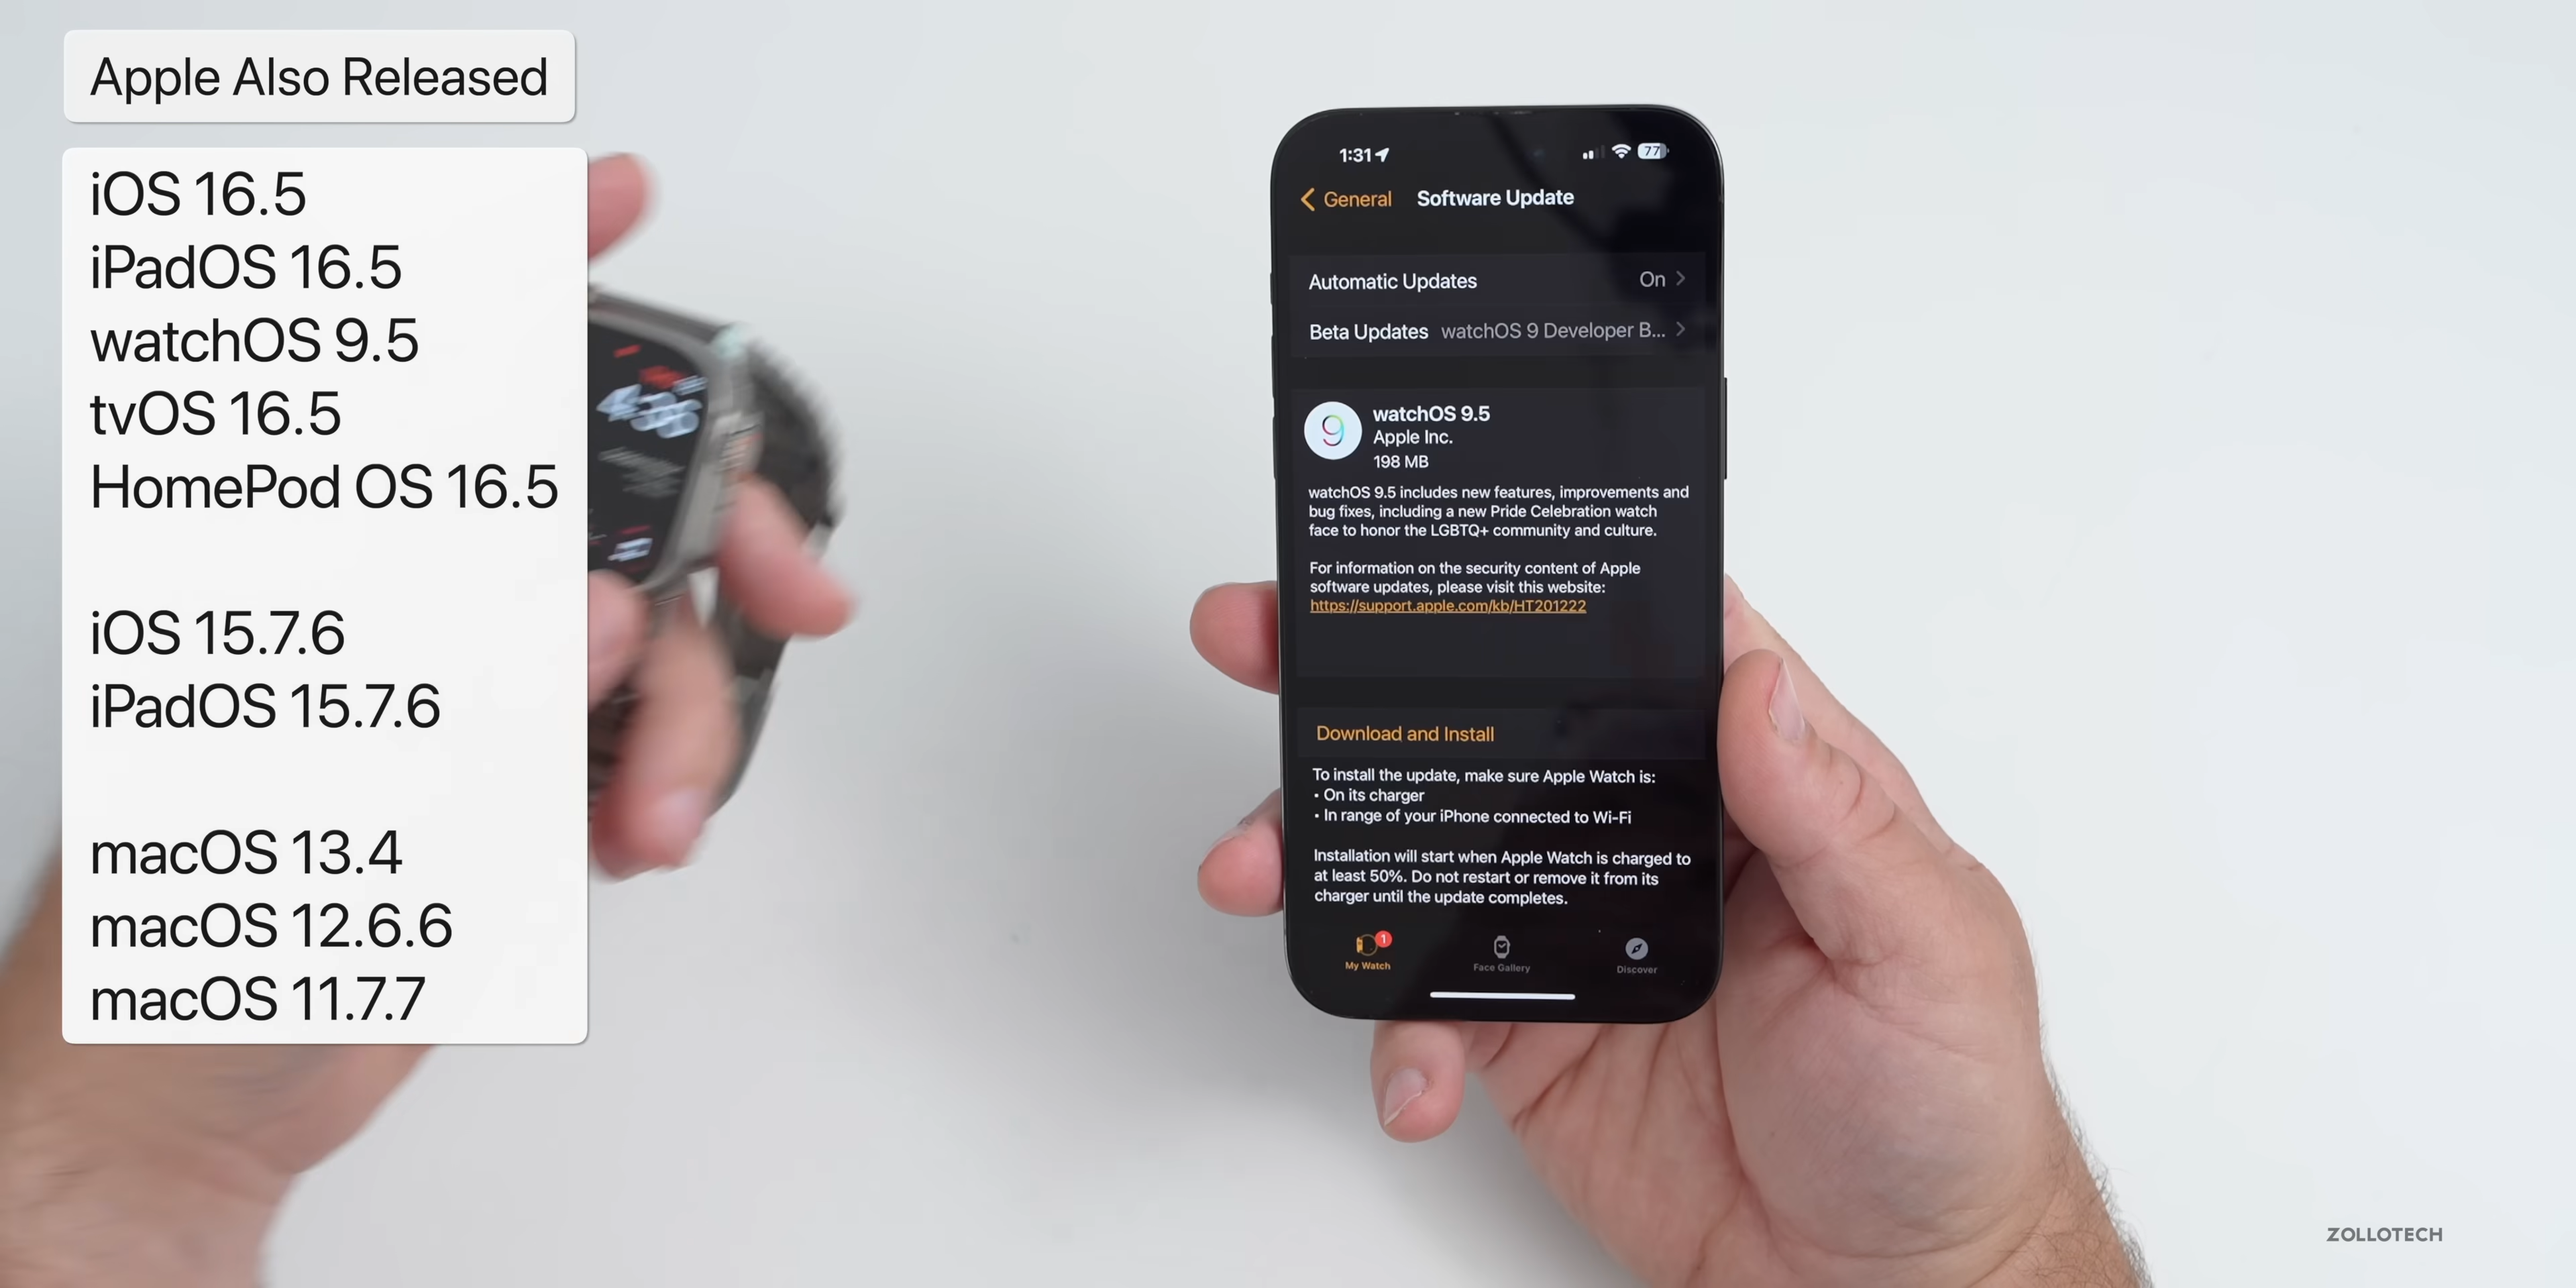 Apple Also Released
iOS 16.5
iPadOS 16.5
watchOS 9.5
tvOS 16.5
HomePod OS 16.5
iOS 15.7.6
iPadOS 15.7.6
macOS 13.4
macOS 12.6.6
macOS 11.7.7
1:31
77
General
Software Update
Automatic Updates On
Beta Updates watchOS 9 Developer B...
9
watchOS 9.5
Apple Inc.
198 MB
watchOS 9.5 includes new features, improvements and
bug fixes, including a new Pride Celebration watch
face to honor the LGBTQ+ community and culture.
For information on the security content of Apple
software updates, please visit this website:
https://support.apple.com/kb/HT201222
Download and Install
To install the update, make sure Apple Watch is:
• On its charger
• In range of your iPhone connected to Wi-Fi
Installation will start when Apple Watch is charged to
at least 50%. Do not restart or remove it from its
charger until the update completes.
1
My Watch
Face Gallery
Discover
ZOLLOTECH